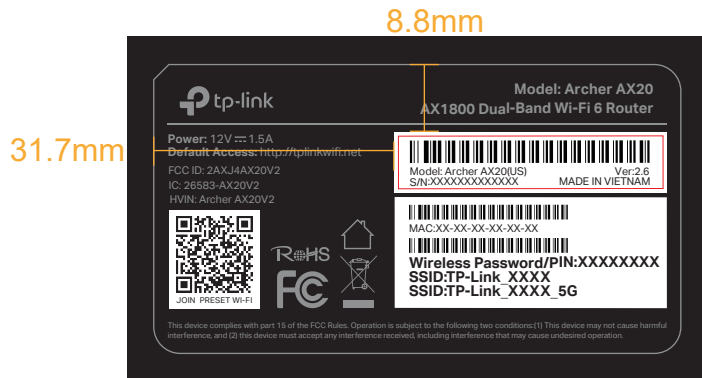 8.8mm
31.7mm
tp-link
Model: Archer AX20
AX1800 Dual-Band Wi-Fi 6 Router
Power: 12V⎓1.5A
Default Access: http://tplinkwifi.net
FCC ID: 2AXJ4AX20V2
IC: 26583-AX20V2
HVIN: Archer AX20V2
Model: Archer AX20(US) Ver:2.6
S/N:XXXXXXXXXXXXX MADE IN VIETNAM
MAC:XX-XX-XX-XX-XX-XX
Wireless Password/PIN:XXXXXXXX
SSID:TP-Link_XXXX
SSID:TP-Link_XXXX_5G
JOIN PRESET WI-FI
RoHS
FC
This device complies with part 15 of the FCC Rules. Operation is subject to the following two conditions:(1) This device may not cause harmful
interference, and (2) this device must accept any interference received, including interference that may cause undesired operation.